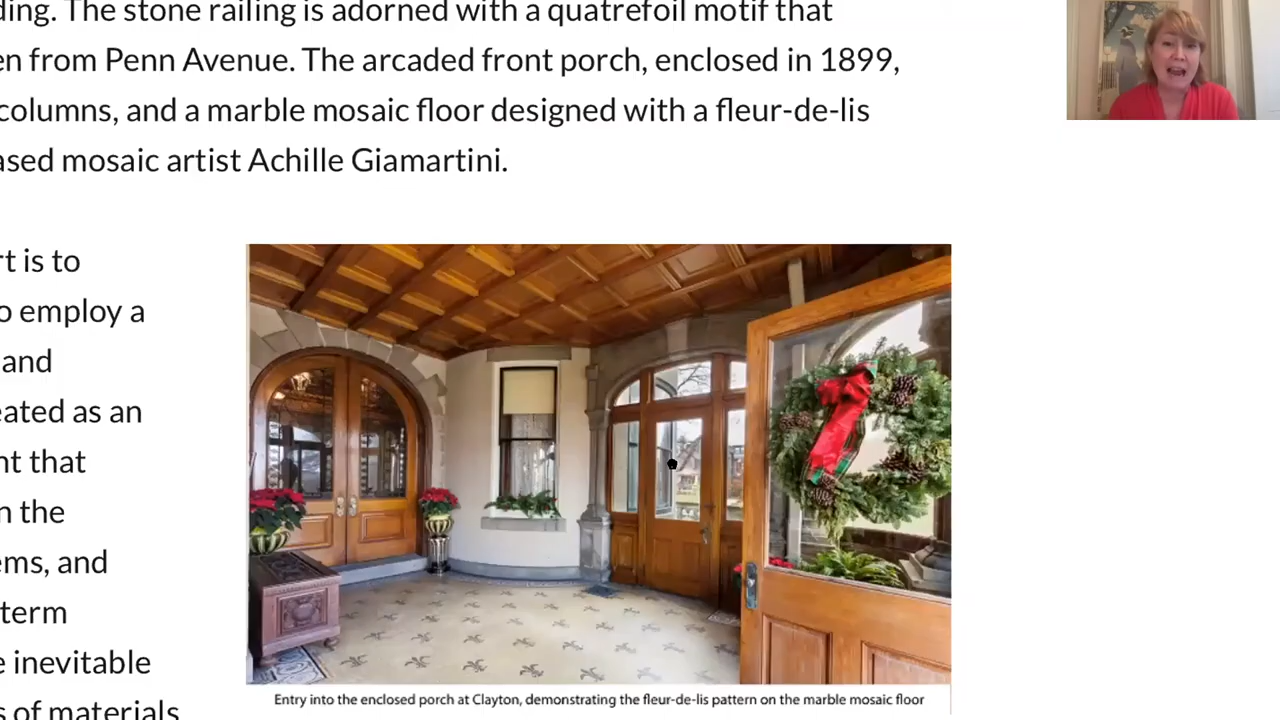 ding. The stone railing is adorned with a quatrefoil motif that
en from Penn Avenue. The arcaded front porch, enclosed in 1899,
columns, and a marble mosaic floor designed with a fleur-de-lis
ased mosaic artist Achille Giamartini.
rt is to
o employ a
and
eated as an
nt that
n the
ems, and
term
e inevitable
s of materials
Entry into the enclosed porch at Clayton, demonstrating the fleur-de-lis pattern on the marble mosaic floor